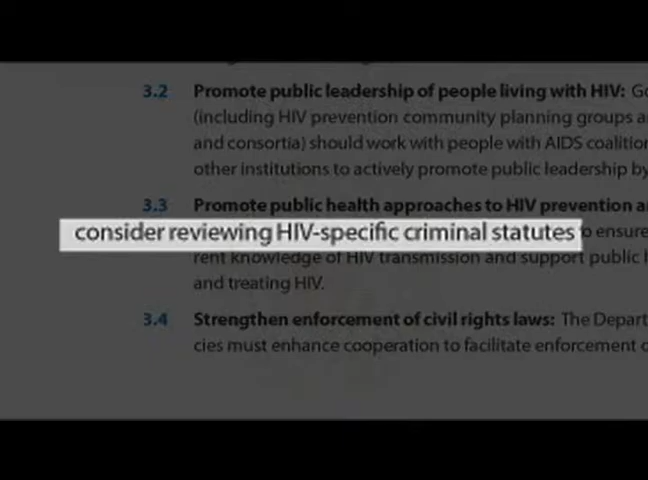 3.2 Promote public leadership of people living with HIV:
(including HIV prevention community planning groups
and consortia) should work with people with AIDS
other institutions to actively promote public leadership by
3.3 Promote public health approaches to HIV prevention
consider reviewing HIV-specific criminal statutes
ensure
rent knowledge of HIV transmission and support public
and treating HIV.
3.4 Strengthen enforcement of civil rights laws: The
cies must enhance cooperation to facilitate enforcement